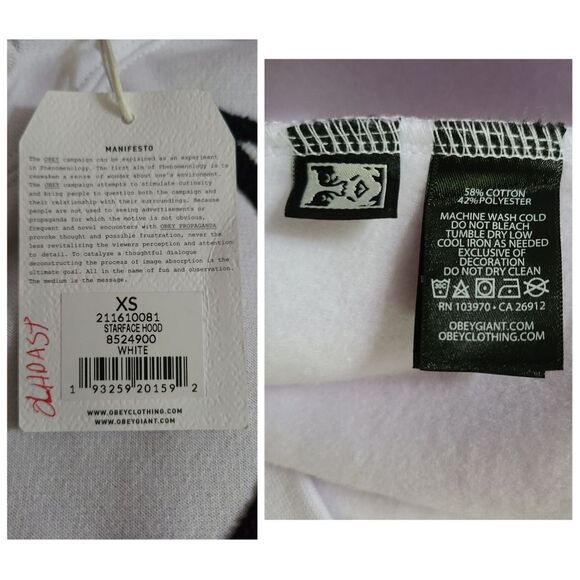 MANIFESTO
The OBEY campaign can be explained as an experiment
in Phenomenology. The first aim of Phenomenology is to
reawaken a sense of wonder about one's environment.
The OBEY campaign attempts to stimulate curiosity
and bring people to question both the campaign and
their relationship with their surroundings. Because
people are not used to seeing advertisements or
propaganda for which the motive is not obvious,
frequent and novel encounters with OBEY PROPAGANDA
provoke thought and possible frustration, never the
less revitalizing the viewers perception and attention
to detail. To catalyze a thoughtful dialogue
deconstructing the process of image absorption is the
ultimate goal. All in the name of fun and observation.
The medium is the message.
XS
211610081
STARFACE HOOD
8524900
WHITE
1 93259 20159 2
WWW.OBEYCLOTHING.COM
WWW.OBEYGIANT.COM
58% COTTON
42% POLYESTER
MACHINE WASH COLD
DO NOT BLEACH
TUMBLE DRY LOW
COOL IRON AS NEEDED
EXCLUSIVE OF
DECORATION
DO NOT DRY CLEAN
RN 103970 • CA 26912
OBEYGIANT.COM
OBEYCLOTHING.COM